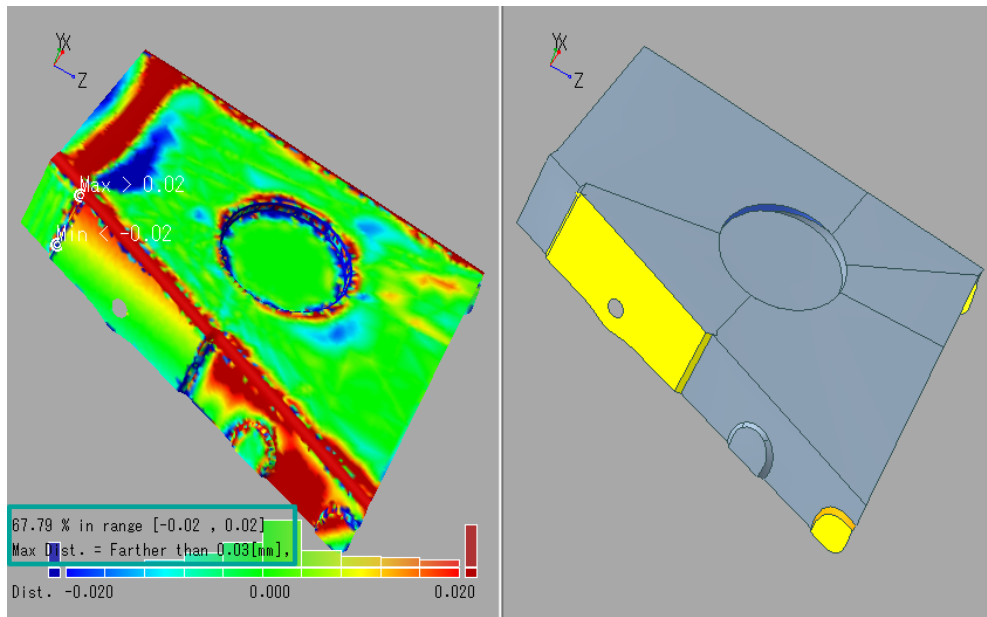 YX
Z
Max > 0.02
Min < -0.02
67.79 % in range [-0.02 , 0.02]
Max Dist. = Farther than 0.03[mm],
Dist. -0.020 0.000 0.020
YX
Z